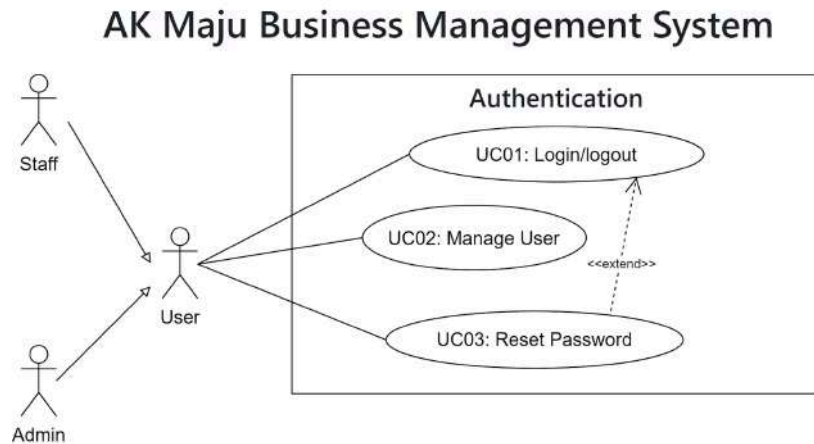 AK Maju Business Management System
Authentication
Staff
UC01: Login/logout
UC02: Manage User
<<extend>>
User
UC03: Reset Password
Admin